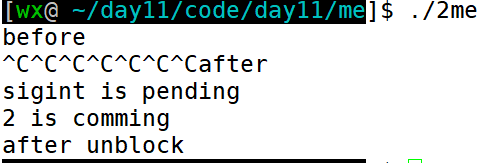 [wx@ ~/day11/code/day11/me]$ ./2me
before
^C^C^C^C^C^C^Cafter
sigint is pending
2 is comming
after unblock